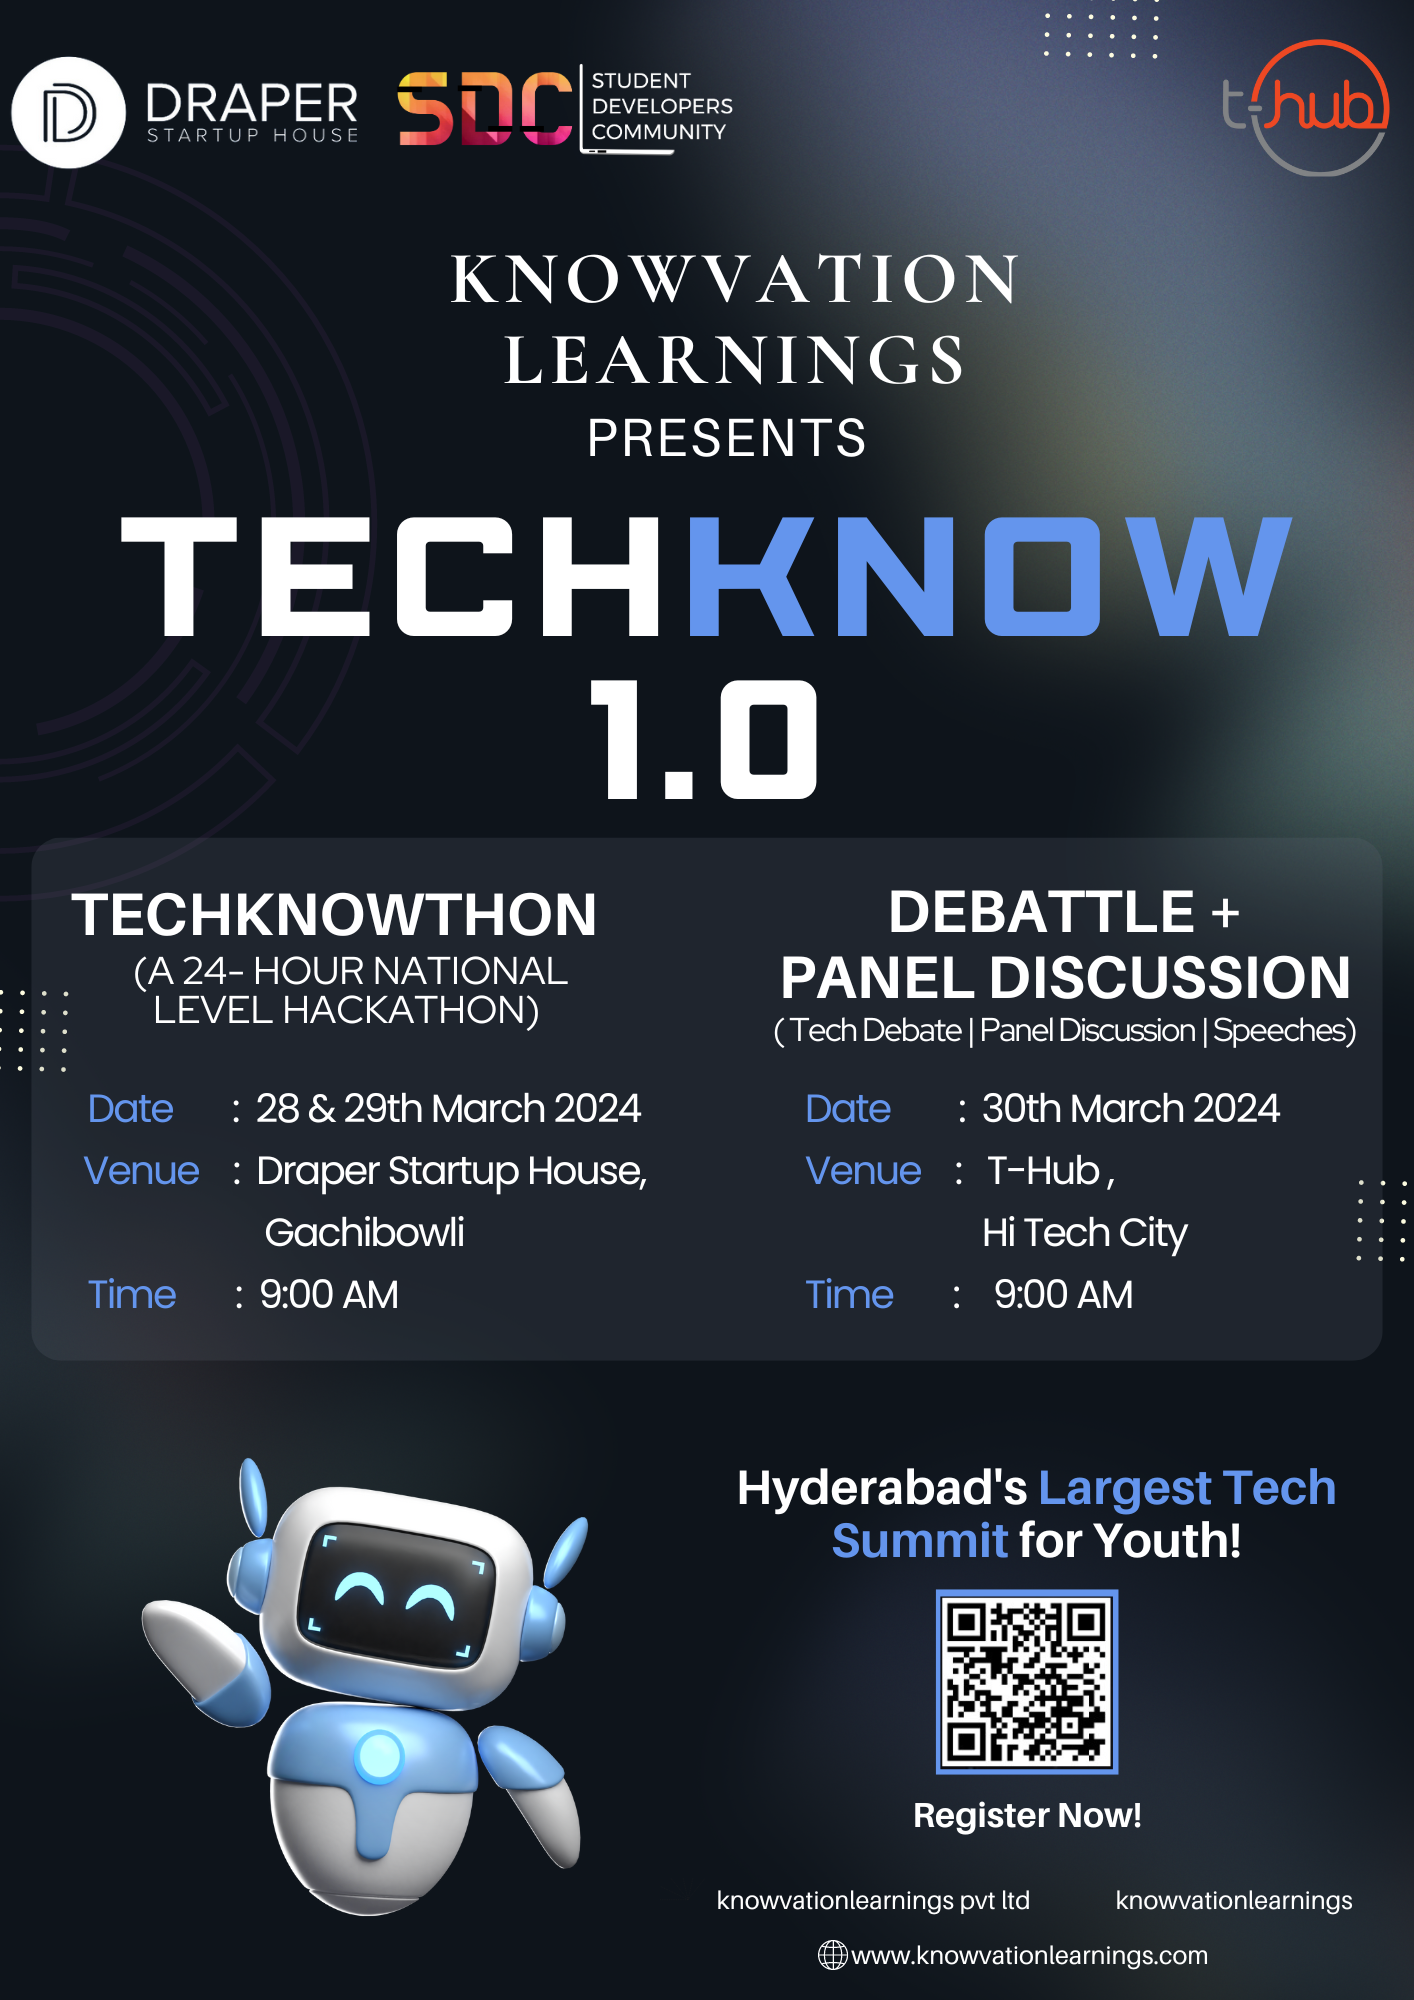 DRAPER
STARTUP HOUSE
SDC
STUDENT
DEVELOPERS
COMMUNITY
t-hub
KNOWVATION
LEARNINGS
PRESENTS
TECHKNOW
1.0
TECHKNOWTHON
(A 24- HOUR NATIONAL
LEVEL HACKATHON)
Date : 28 & 29th March 2024
Venue : Draper Startup House,
Gachibowli
Time : 9:00 AM
DEBATTLE +
PANEL DISCUSSION
( Tech Debate | Panel Discussion | Speeches)
Date : 30th March 2024
Venue : T-Hub ,
Hi Tech City
Time : 9:00 AM
Hyderabad's Largest Tech
Summit for Youth!
Register Now!
knowvationlearnings pvt ltd
knowvationlearnings
www.knowvationlearnings.com